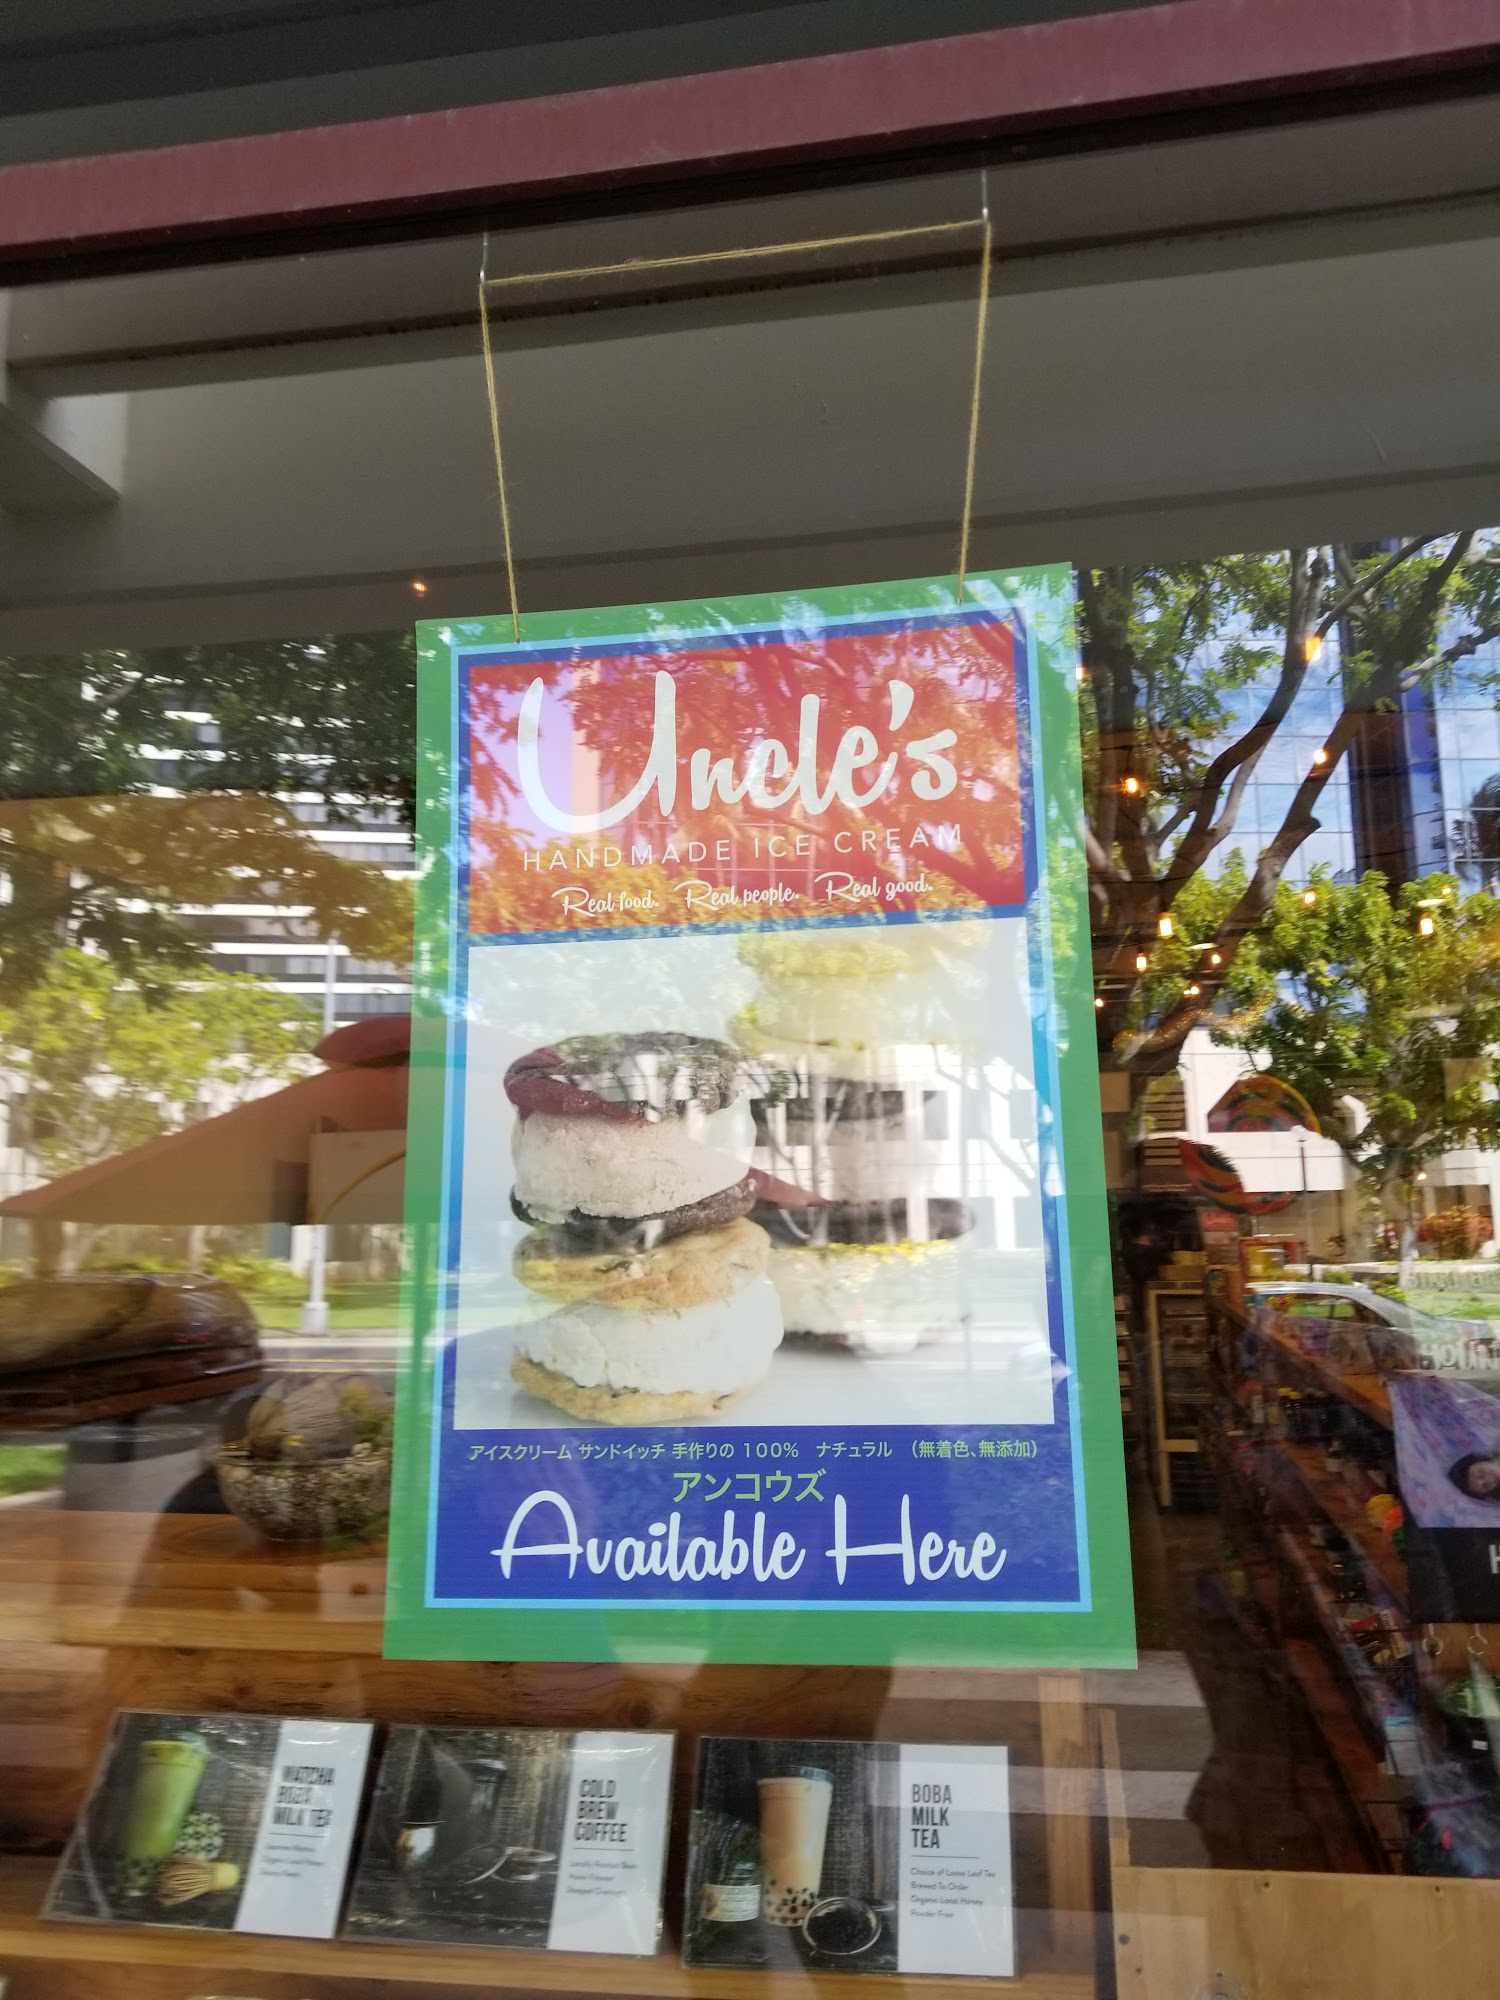 Uncle's
HANDMADE ICE CREAM
Real food. Real people. Real good.
アイスクリーム サンドイッチ 手作りの 100% ナチュラル (無着色、無添加)
アンコウズ
Available Here
MATCHA
BOBA
MILK TEA
COLD
BREW
COFFEE
Locally Roasted Bean
BOBA
MILK
TEA
Choice of Loose Leaf Tea
Brewed To Order
Organic Local Honey
Powder Free